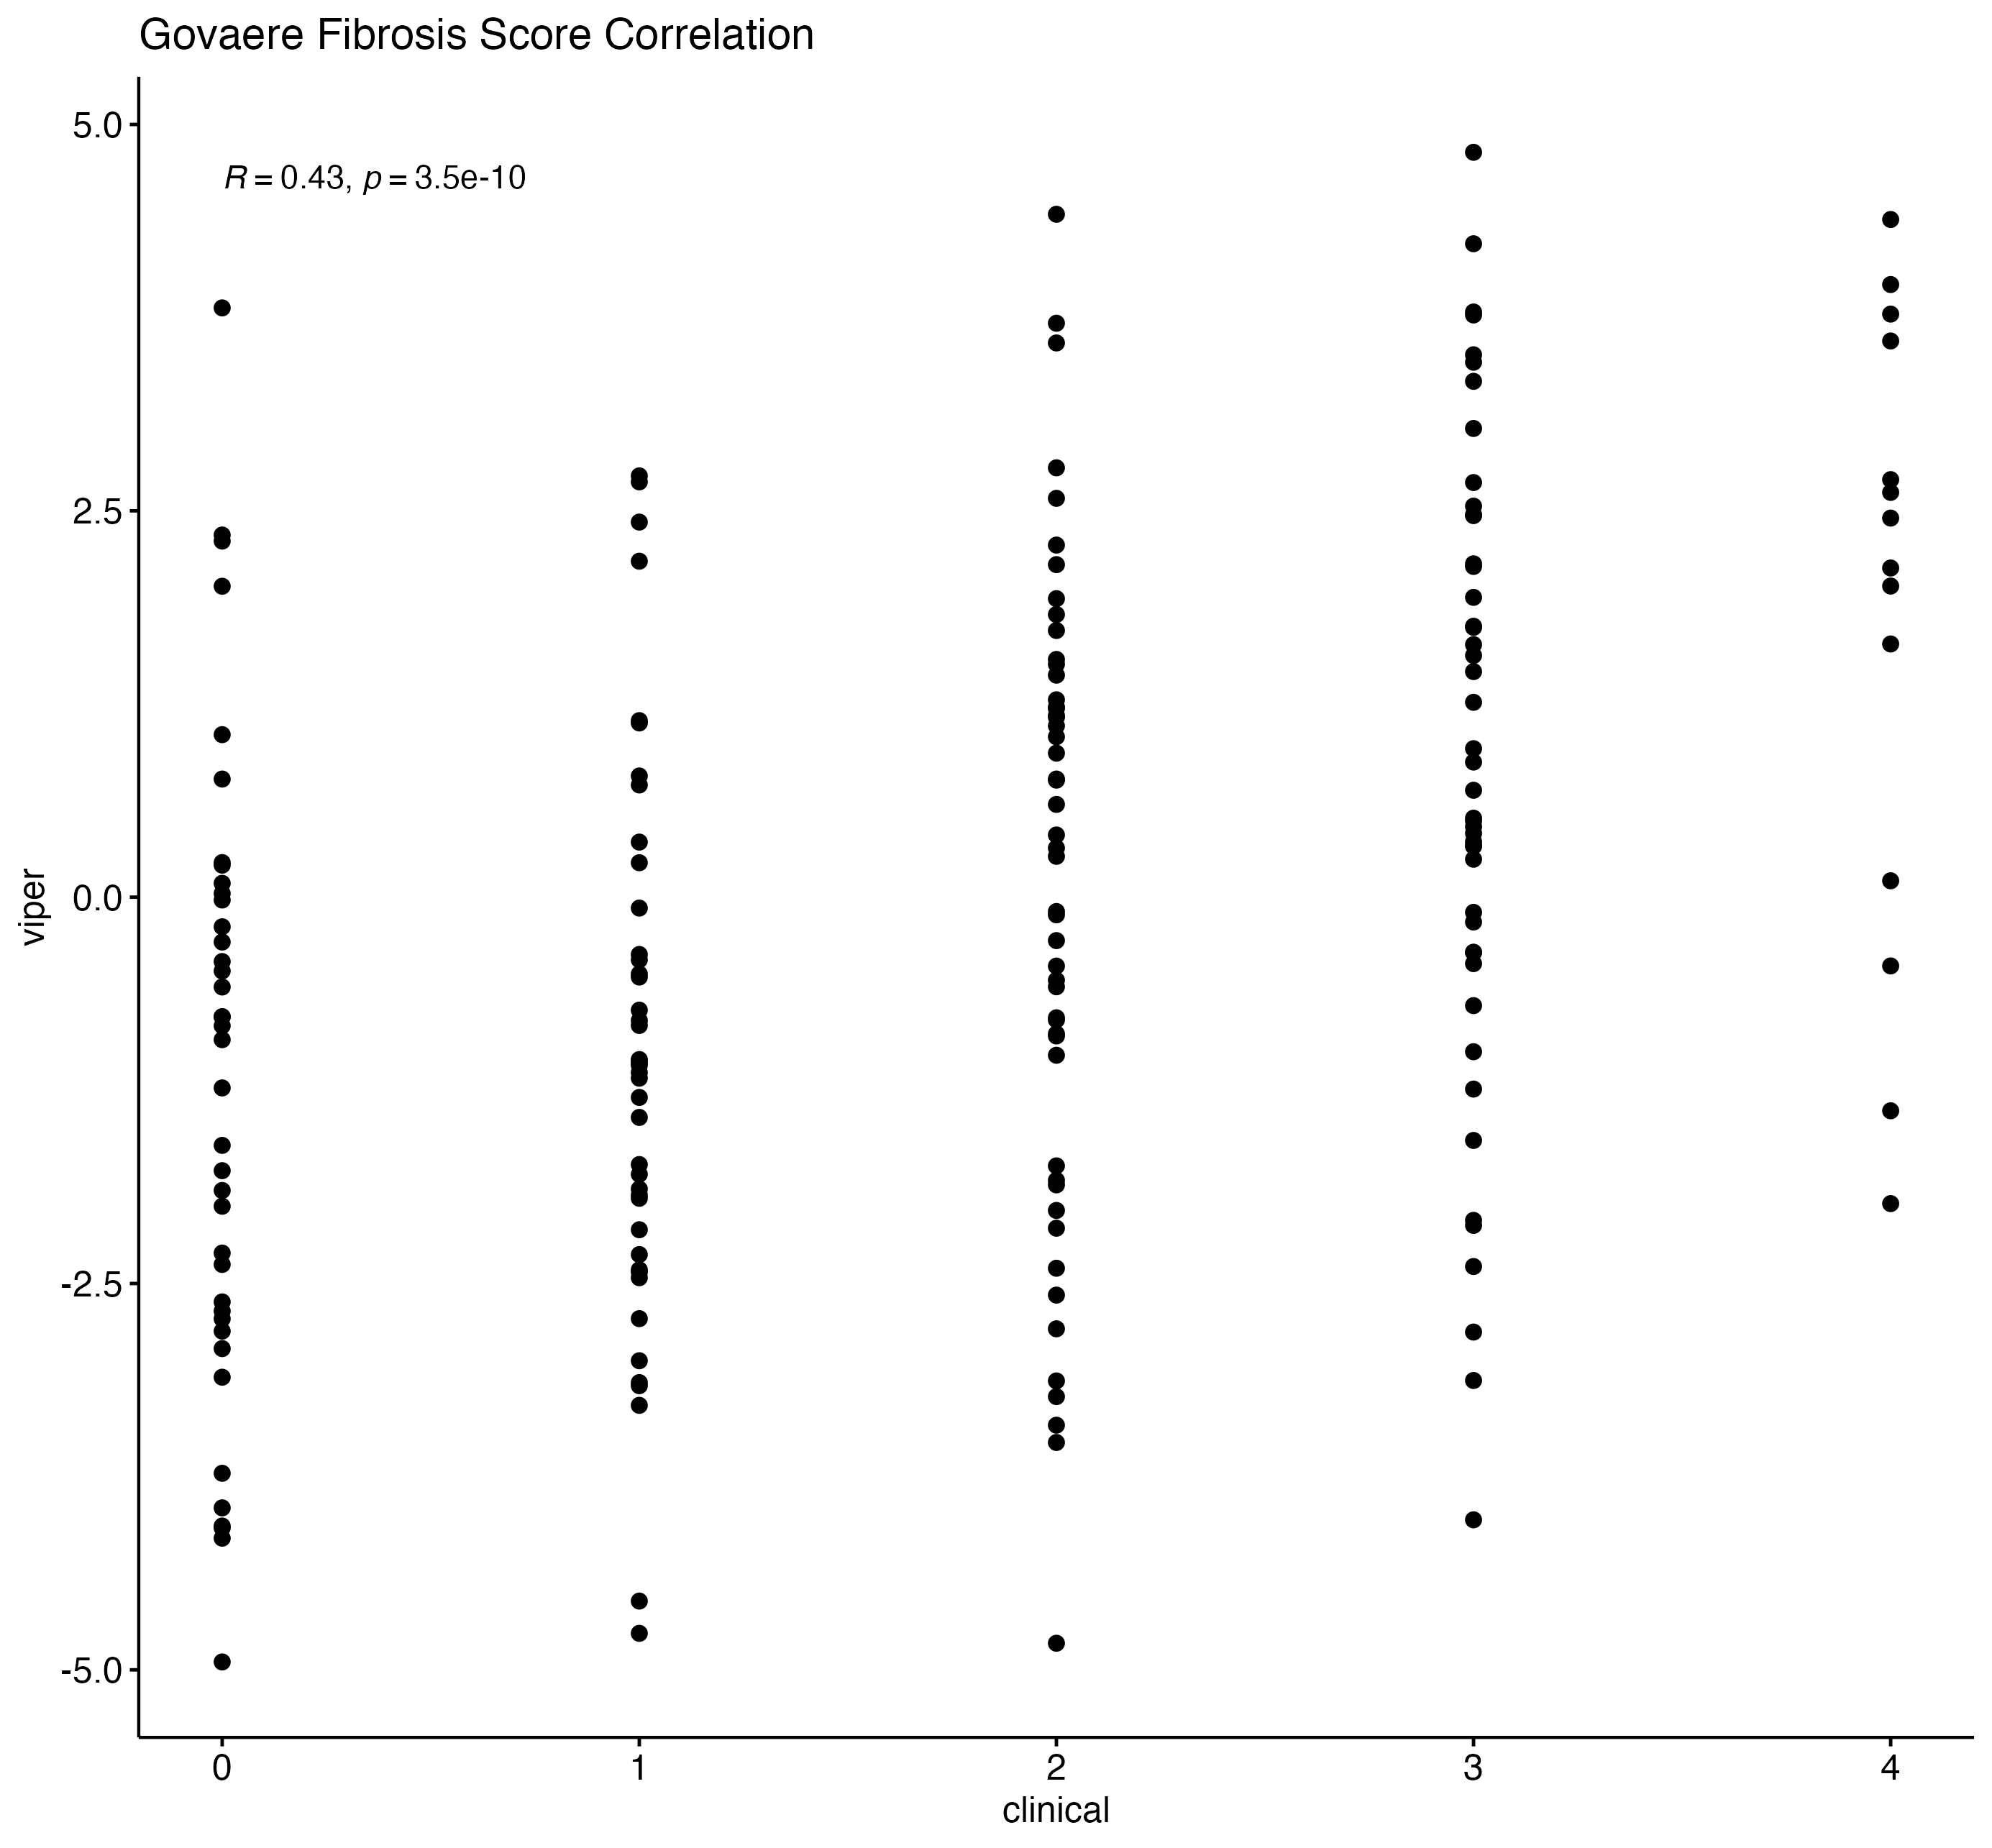 Govaere Fibrosis Score Correlation
R = 0.43, p = 3.5e-10
5.0
2.5
0.0
-2.5
-5.0
viper
0 1 2 3 4
clinical